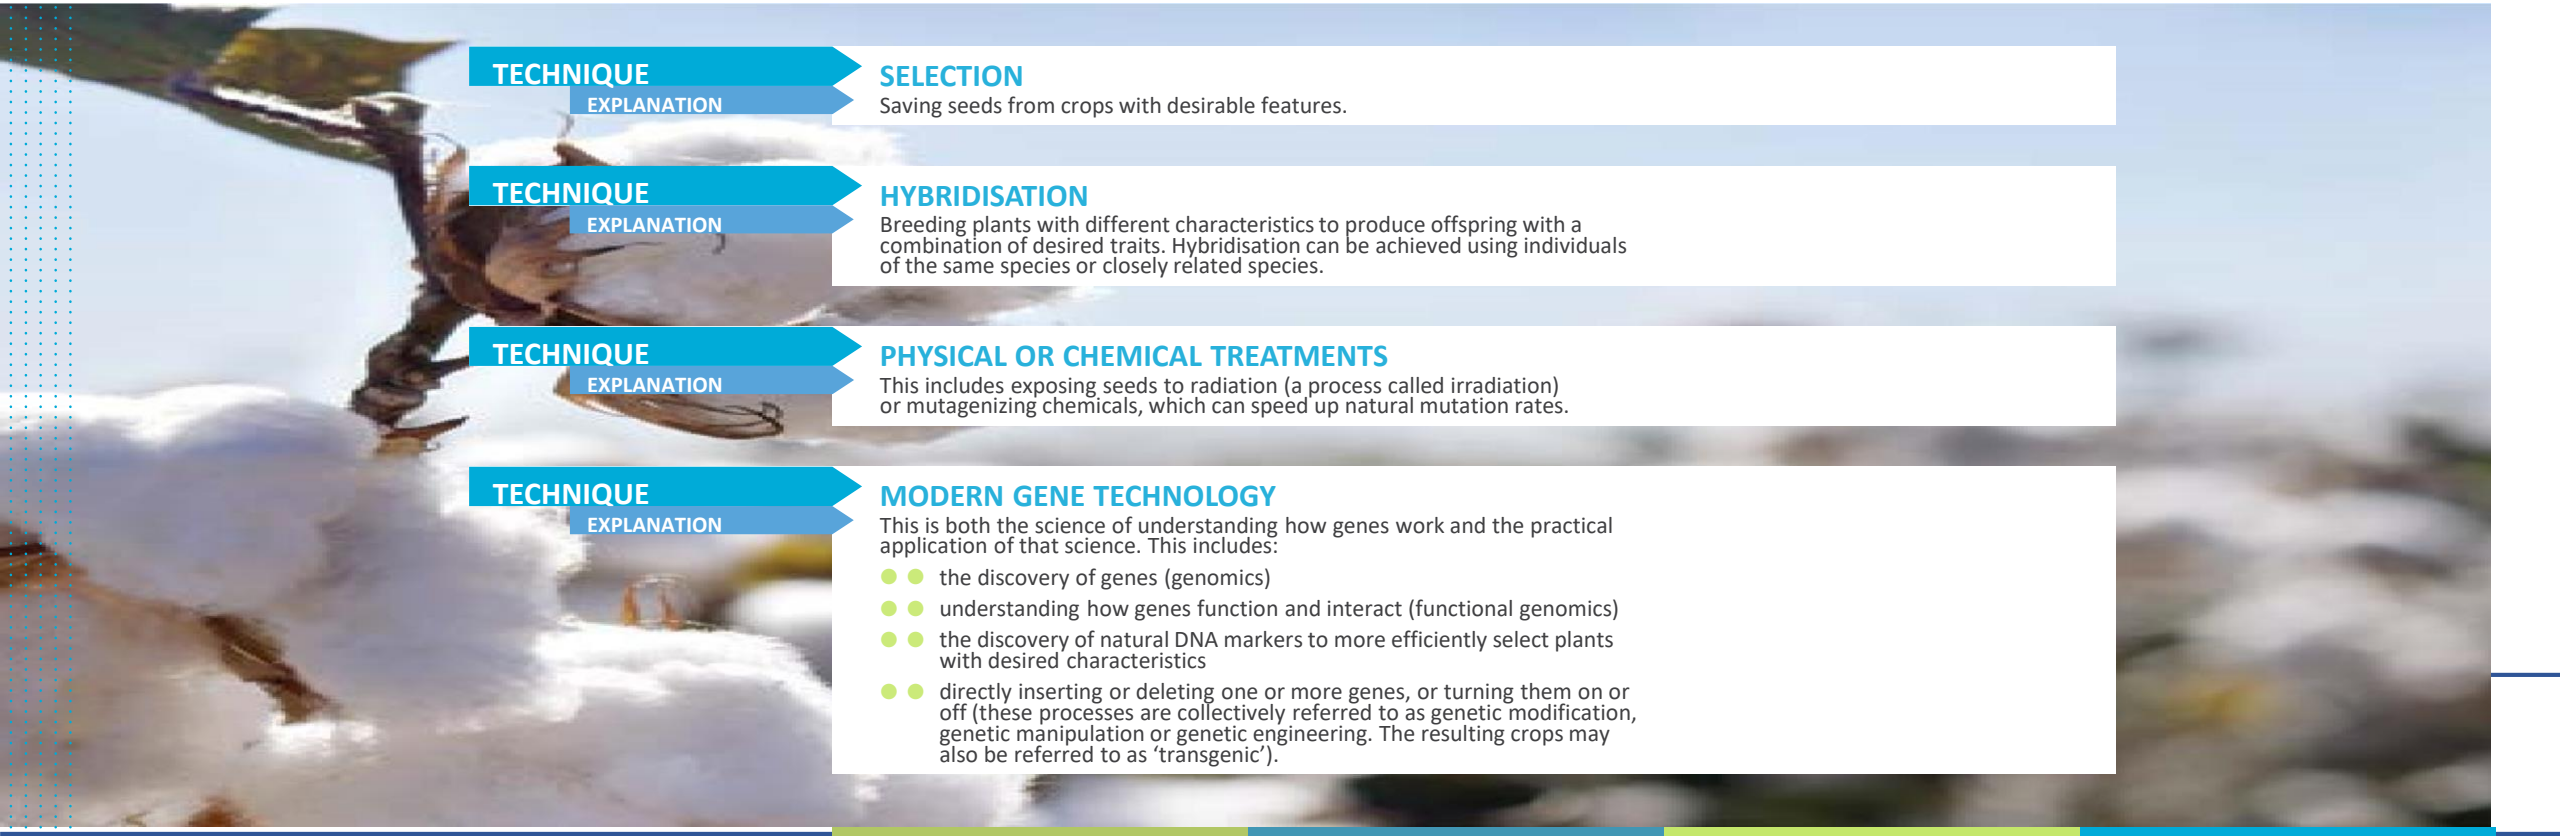 TECHNIQUE
SELECTION
EXPLANATION
Saving seeds from crops with desirable features.
TECHNIQUE
HYBRIDISATION
EXPLANATION
Breeding plants with different characteristics to produce offspring with a
combination of desired traits. Hybridisation can be achieved using individuals
of the same species or closely related species.
TECHNIQUE
PHYSICAL OR CHEMICAL TREATMENTS
EXPLANATION
This includes exposing seeds to radiation (a process called irradiation)
or mutagenizing chemicals, which can speed up natural mutation rates.
TECHNIQUE
MODERN GENE TECHNOLOGY
EXPLANATION
This is both the science of understanding how genes work and the practical
application of that science. This includes:
the discovery of genes (genomics)
understanding how genes function and interact (functional genomics)
the discovery of natural DNA markers to more efficiently select plants
with desired characteristics
directly inserting or deleting one or more genes, or turning them on or
off (these processes are collectively referred to as genetic modification,
genetic manipulation or genetic engineering. The resulting crops may
also be referred to as ‘transgenic’).